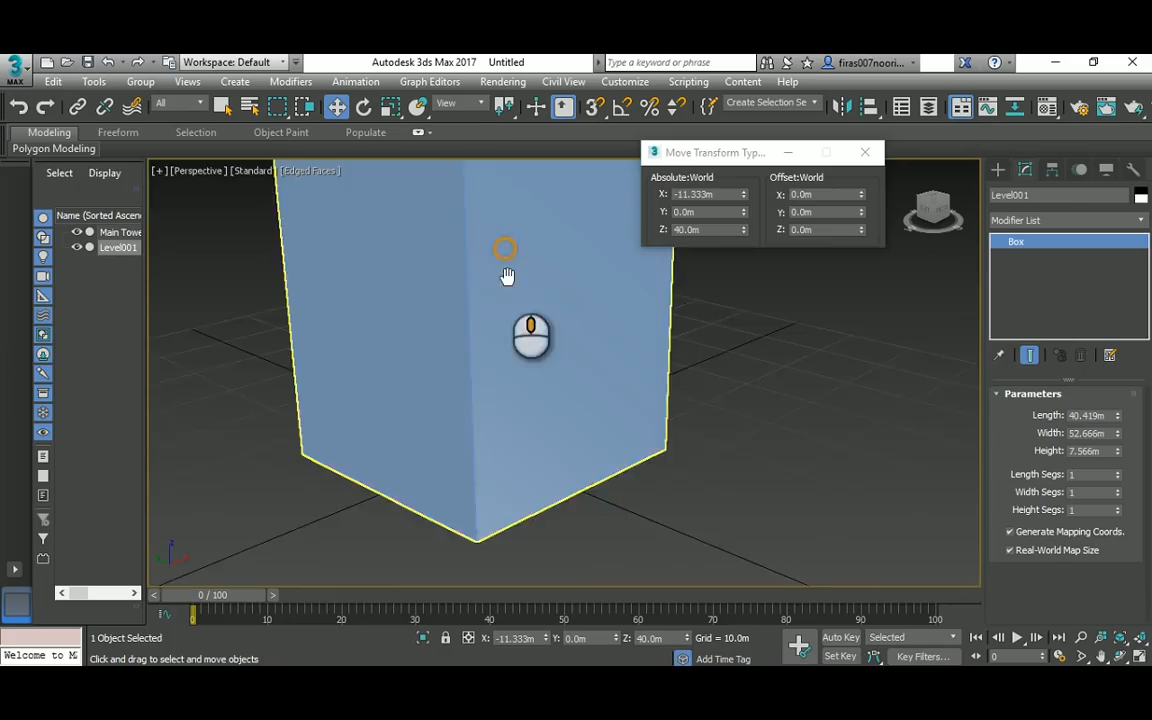 3
MAX
Workspace: Default
Autodesk 3ds Max 2017 Untitled
Type a keyword or phrase
firas007noori...
Edit Tools Group Views Create Modifiers Animation Graph Editors Rendering Civil View Customize Scripting Content Help
All
View
Create Selection Se
Modeling Freeform Selection Object Paint Populate
Polygon Modeling
Select Display
Name (Sorted Ascen
Main Towe
Level001
[+] [Perspective] [Standard] [Edged Faces]
3 Move Transform Typ...
Absolute:World Offset:World
X: -11.333m X: 0.0m
Y: 0.0m Y: 0.0m
Z: 40.0m Z: 0.0m
Level001
Modifier List
Box
Parameters
Length: 40.419m
Width: 52.666m
Height: 7.566m
Length Segs: 1
Width Segs: 1
Height Segs: 1
Generate Mapping Coords.
Real-World Map Size
z
< 0 / 100 >
0 10 20 30 40 50 60 70 80 90 100
1 Object Selected
X: -11.333m Y: 0.0m Z: 40.0m Grid = 10.0m
Auto Key Selected
Welcome to M
Click and drag to select and move objects
Add Time Tag
Set Key Key Filters...
0